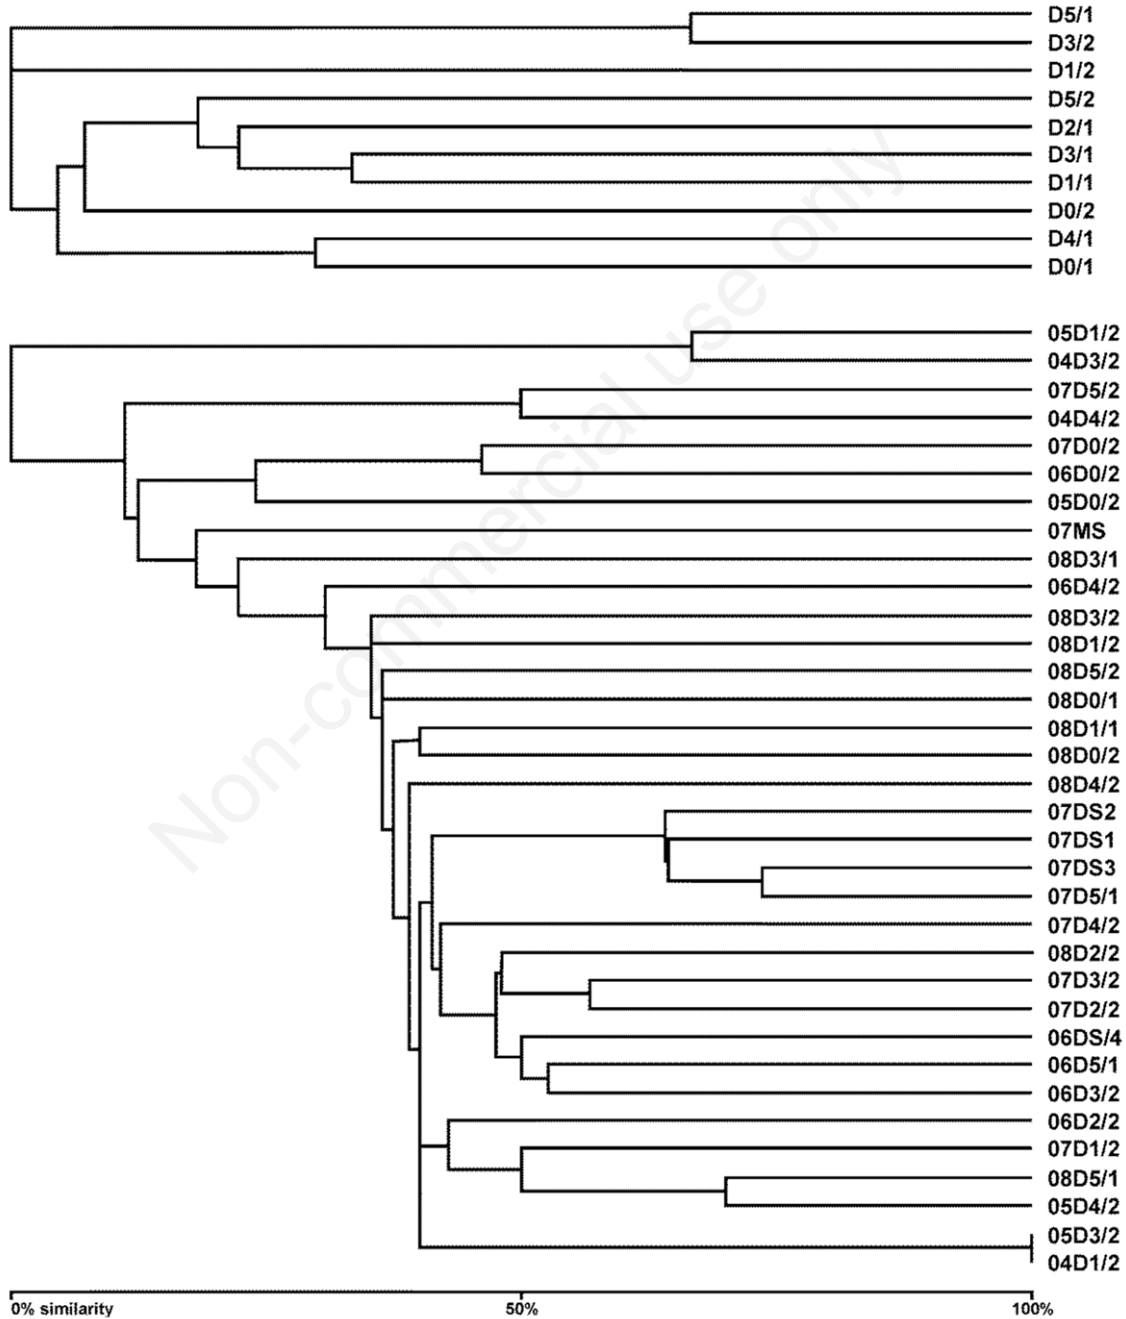 D5/1
D3/2
D1/2
D5/2
D2/1
D3/1
D1/1
D0/2
D4/1
D0/1
05D1/2
04D3/2
07D5/2
04D4/2
07D0/2
06D0/2
05D0/2
07MS
08D3/1
06D4/2
08D3/2
08D1/2
08D5/2
08D0/1
08D1/1
08D0/2
08D4/2
07DS2
07DS1
07DS3
07D5/1
07D4/2
08D2/2
07D3/2
07D2/2
06DS/4
06D5/1
06D3/2
06D2/2
07D1/2
08D5/1
05D4/2
05D3/2
04D1/2
0% similarity 50% 100%
Non-commercial use only